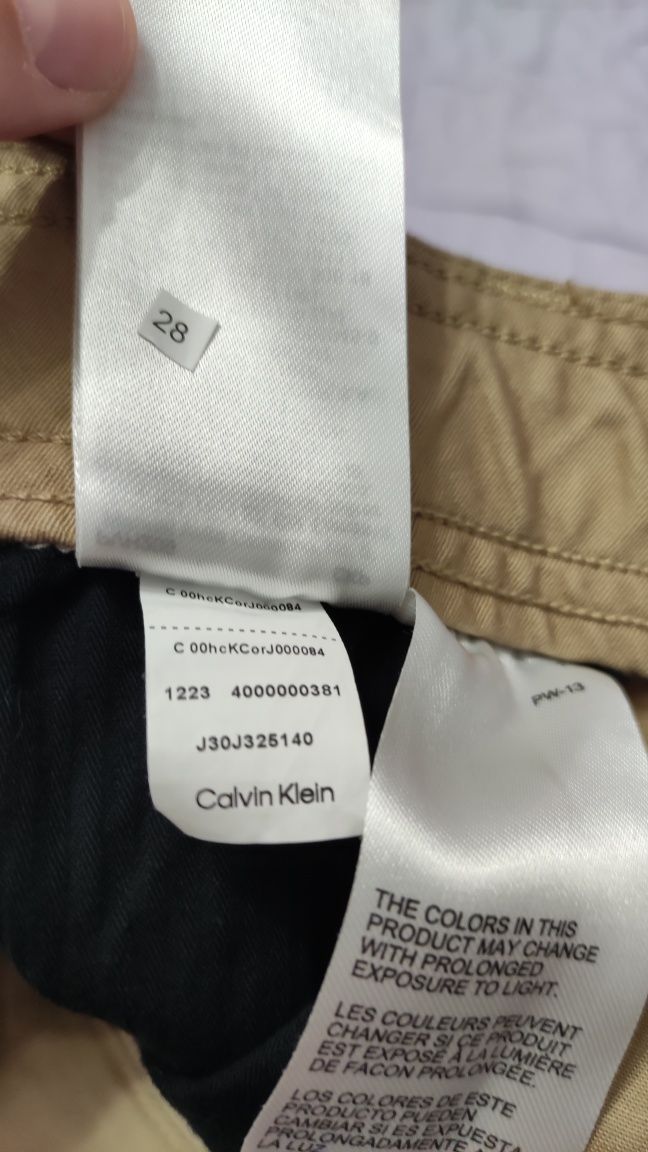 28
C 00hcKCorJ000084
C 00hcKCorJ000084
1223 4000000381
J30J325140
Calvin Klein
PW-13
THE COLORS IN THIS
PRODUCT MAY CHANGE
WITH PROLONGED
EXPOSURE TO LIGHT.
LES COULEURS PEUVENT
CHANGER SI CE PRODUIT
EST EXPOSÉ À LA LUMIÈRE
DE FAÇON PROLONGÉE.
LOS COLORES DE ESTE
PRODUCTO PUEDEN
CAMBIAR SI ES EXPUESTA
PROLONGADAMENTE A
LA LUZ